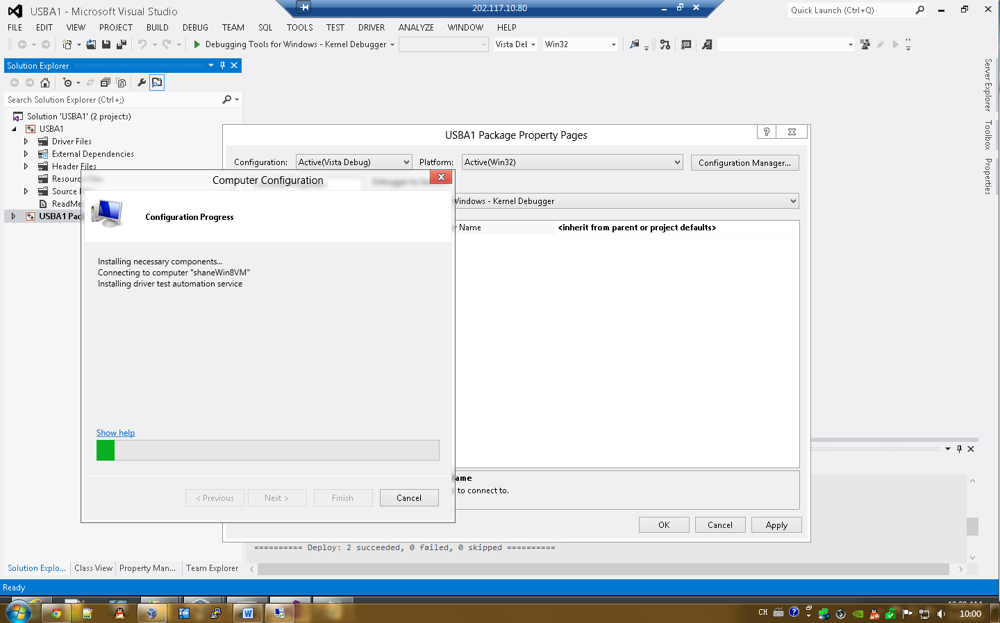 USBA1 - Microsoft Visual Studio
202.117.10.80
Quick Launch (Ctrl+Q)
FILE EDIT VIEW PROJECT BUILD DEBUG TEAM SQL TOOLS TEST DRIVER ANALYZE WINDOW HELP
Debugging Tools for Windows - Kernel Debugger
Vista Det
Win32
Solution Explorer
Search Solution Explorer (Ctrl+;)
Solution 'USBA1' (2 projects)
USBA1
Driver Files
External Dependencies
Header Files
Source
ReadMe
USBA1 Pac
Server Explorer
Toolbox
Properties
USBA1 Package Property Pages
?
Configuration: Active(Vista Debug) Platform: Active(Win32) Configuration Manager...
Windows - Kernel Debugger
r Name <inherit from parent or project defaults>
ame
to connect to.
OK Cancel Apply
Computer Configuration
Configuration Progress
Installing necessary components...
Connecting to computer "shaneWin8VM"
Installing driver test automation service
Show help
< Previous Next > Finish Cancel
========== Deploy: 2 succeeded, 0 failed, 0 skipped ==========
Solution Explo... Class View Property Man... Team Explorer
Ready
CH
10:00